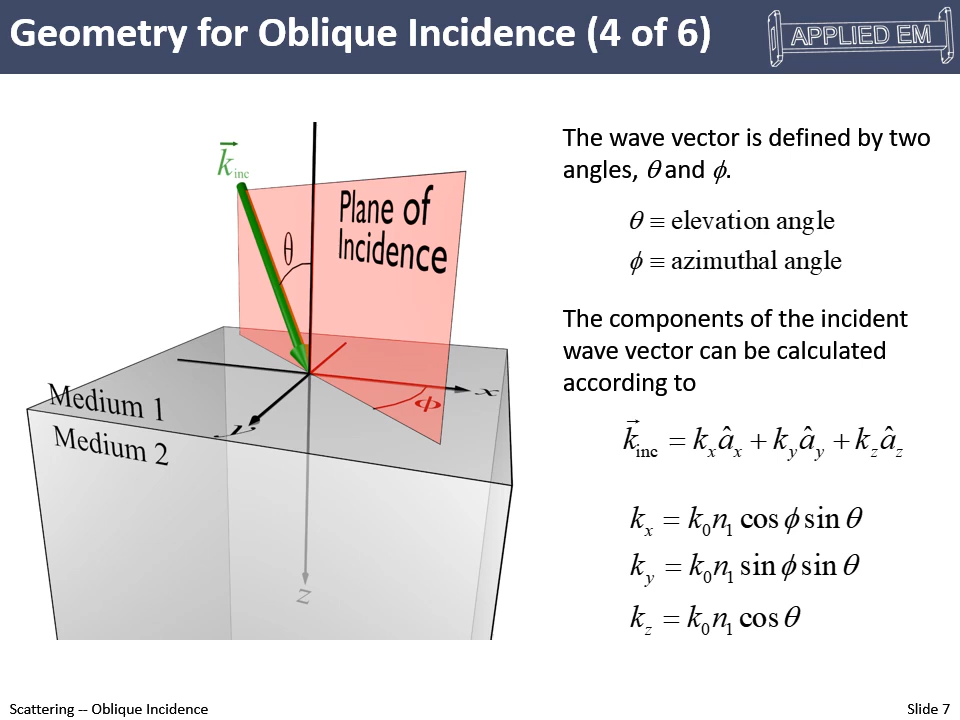 Geometry for Oblique Incidence (4 of 6)
APPLIED EM
k⃗inc
θ
Plane of
Incidence
x
ϕ
y
z
Medium 1
Medium 2
The wave vector is defined by two
angles, θ and ϕ.
θ ≡ elevation angle
ϕ ≡ azimuthal angle
The components of the incident
wave vector can be calculated
according to
k⃗inc = kxâx + kyây + kzâz
kx = k0n1 cos ϕ sin θ
ky = k0n1 sin ϕ sin θ
kz = k0n1 cos θ
Scattering -- Oblique Incidence
Slide 7